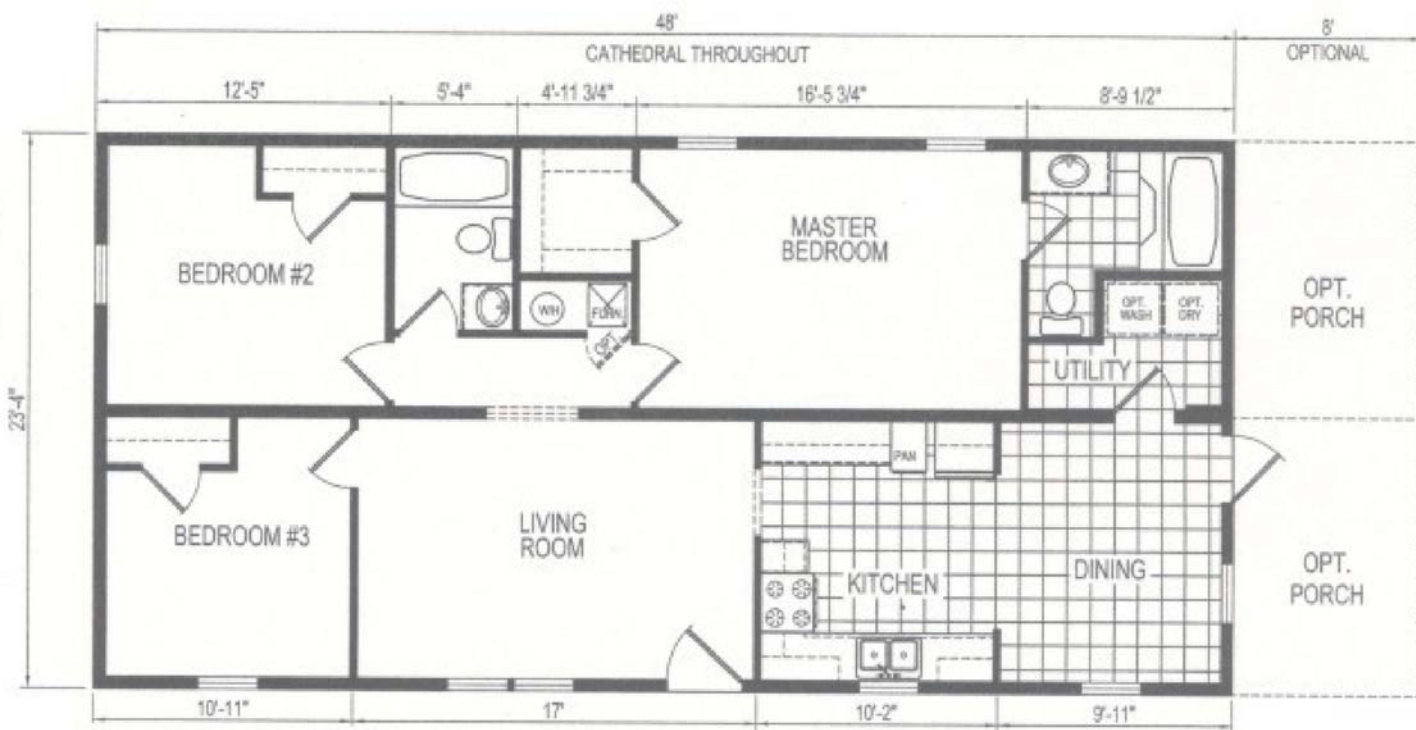 48'
8'
CATHEDRAL THROUGHOUT
OPTIONAL
12'-5"
5'-4"
4'-11 3/4"
16'-5 3/4"
8'-9 1/2"
23'-4"
BEDROOM #2
MASTER
BEDROOM
W/H
FURN.
OPT
OPT.
WASH
OPT.
DRY
UTILITY
OPT.
PORCH
BEDROOM #3
LIVING
ROOM
PAN
KITCHEN
DINING
OPT.
PORCH
10'-11"
17'
10'-2"
9'-11"